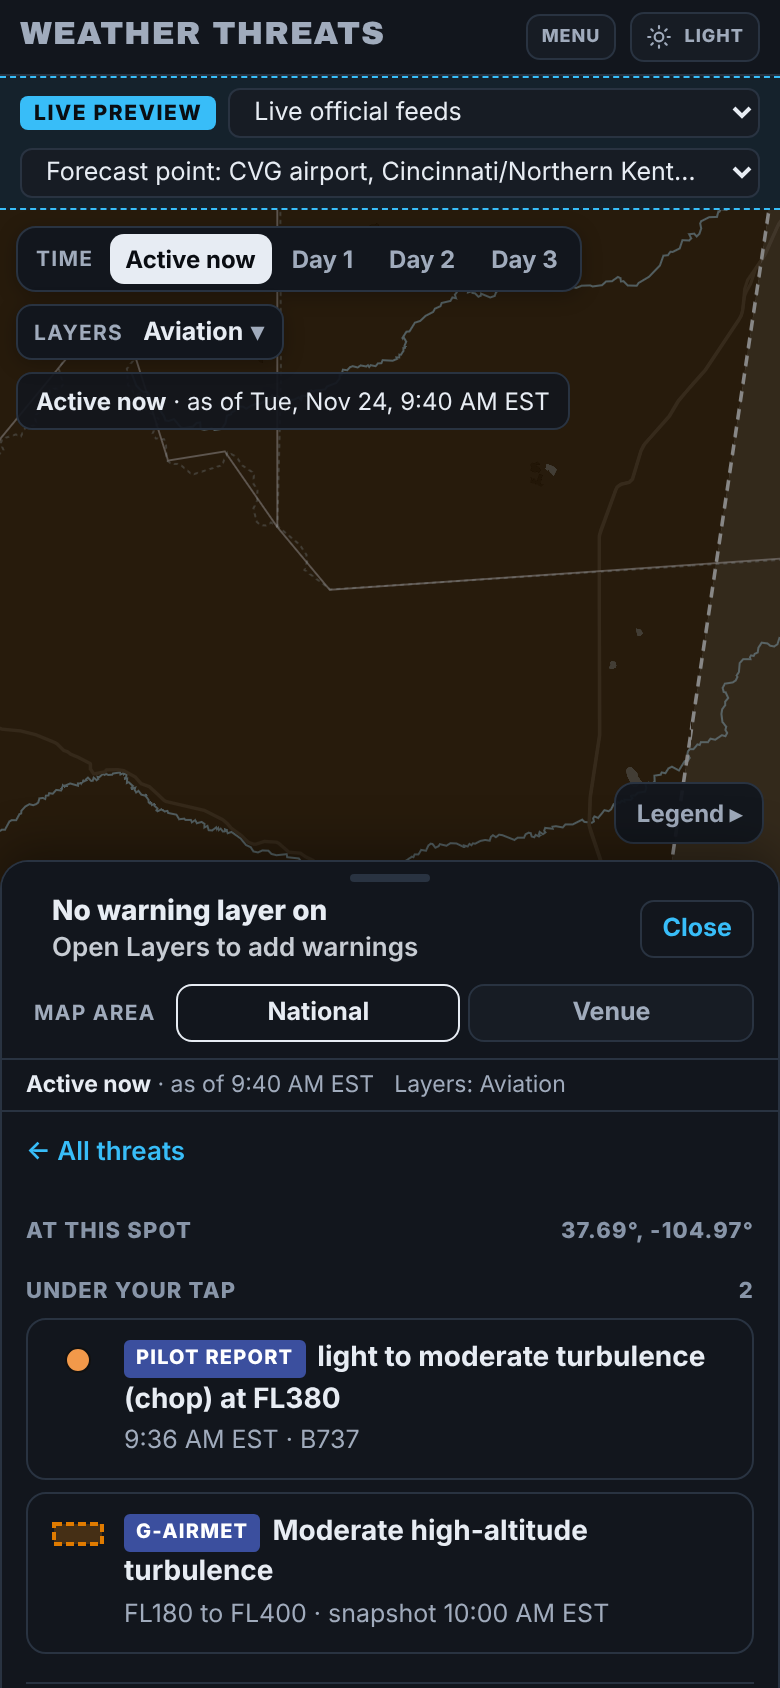 WEATHER THREATS
MENU
LIGHT
LIVE PREVIEW
Live official feeds
Forecast point: CVG airport, Cincinnati/Northern Kent...
TIME
Active now
Day 1
Day 2
Day 3
LAYERS
Aviation ▾
Active now · as of Tue, Nov 24, 9:40 AM EST
Legend ▸
No warning layer on
Open Layers to add warnings
Close
MAP AREA
National
Venue
Active now · as of 9:40 AM EST Layers: Aviation
← All threats
AT THIS SPOT
37.69°, -104.97°
UNDER YOUR TAP
2
PILOT REPORT light to moderate turbulence
(chop) at FL380
9:36 AM EST · B737
G-AIRMET Moderate high-altitude
turbulence
FL180 to FL400 · snapshot 10:00 AM EST